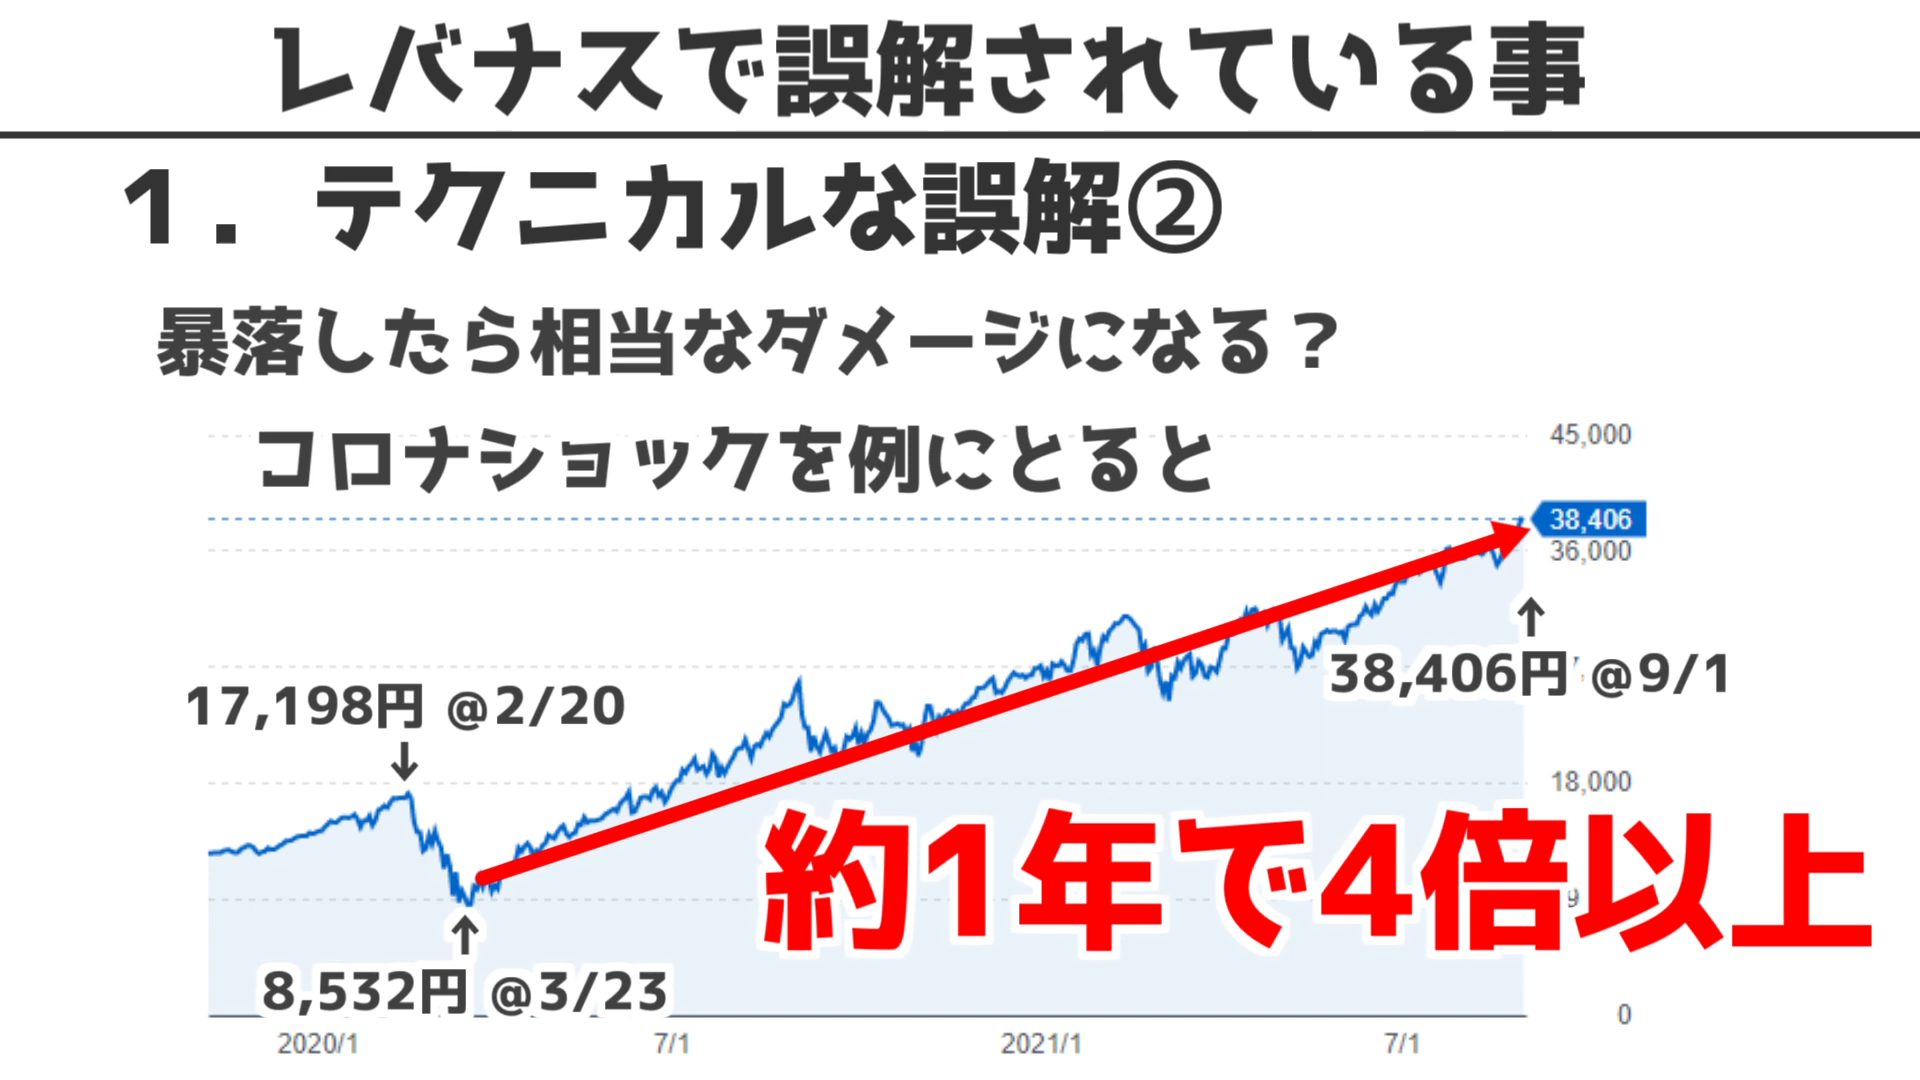 レバナスで誤解されている事
1．テクニカルな誤解②
暴落したら相当なダメージになる？
コロナショックを例にとると
45,000
38,406
36,000
17,198円 @2/20
↓
↑
38,406円 @9/1
18,000
約1年で4倍以上
9
↑
8,532円 @3/23
0
2020/1
7/1
2021/1
7/1